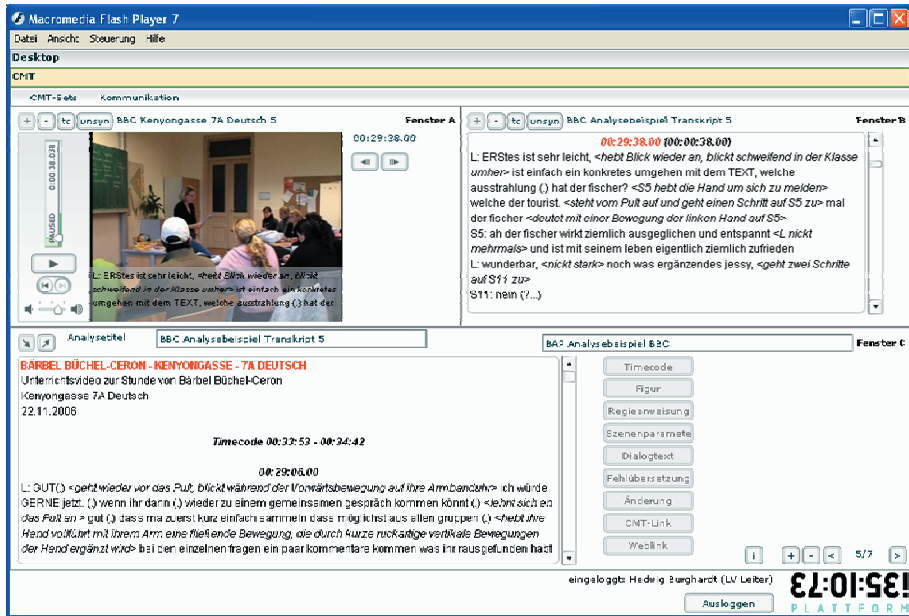 Macromedia Flash Player 7
Datei Ansicht Steuerung Hilfe
Desktop
CMT
CMT-Sets Kommunikation
+ - tc unsyn BBC Kenyongasse 7A Deutsch 5 Fenster A
00:29:38.00
0:00:38.038
PAUSED
L: ERStes ist sehr leicht, <hebt Blick wieder an, blickt
schweifend in der Klasse umher> ist einfach ein konkretes
umgehen mit dem TEXT, welche ausstrahlung (.) hat der
+ - tc unsyn BBC Analysebeispiel Transkript 5 Fenster B
00:29:38.00 (00:00:38.00)
L: ERStes ist sehr leicht, <hebt Blick wieder an, blickt schweifend in der Klasse
umher> ist einfach ein konkretes umgehen mit dem TEXT, welche
ausstrahlung (.) hat der fischer? <S5 hebt die Hand um sich zu melden>
welche der tourist. <steht vom Pult auf und geht einen Schritt auf S5 zu> mal
der fischer <deutet mit einer Bewegung der linken Hand auf S5>
S5: ah der fischer wirkt ziemlich ausgeglichen und entspannt <L nickt
mehrmals> und ist mit seinem leben eigentlich ziemlich zufrieden
L: wunderbar, <nickt stark> noch was ergänzendes jessy, <geht zwei Schritte
auf S11 zu>
S11: nein (?...)
Analysetitel BBC Analysebeispiel Transkript 5
BAP Analysebeispiel BBC Fenster C
BÄRBEL BÜCHEL-CERON - KENYONGASSE - 7A DEUTSCH
Unterrichtsvideo zur Stunde von Bärbel Büchel-Ceron
Kenyongasse 7A Deutsch
22.11.2006
Timecode 00:33:53 - 00:34:42
00:29:06.00
L: GUT(.) <geht wieder vor das Pult, blickt während der Vorwärtsbewegung auf ihre Armbanduhr> ich würde
GERNE jetzt. (.) wenn ihr dann (.) wieder zu einem gemeinsamen gespräch kommen könnt (.) <lehnt sich an
das Pult an > gut (.) dass ma zuerst kurz einfach sammeln dass möglichst aus allen gruppen (.) <hebt ihre
Hand vollführt mit ihrem Arm eine fließende Bewegung, die durch kurze ruckartige vertikale Bewegungen
der Hand ergänzt wird> bei den einzelnen fragen ein paar kommentare kommen was ihr rausgefunden habt
Timecode
Figur
Regieanweisung
Szenenparamete
Dialogtext
Fehlübersetzung
Änderung
CMT-Link
Weblink
i + - < 5/7 >
eingeloggt: Hedwig Burghardt (LV Leiter)
Ausloggen
PLATTFORM